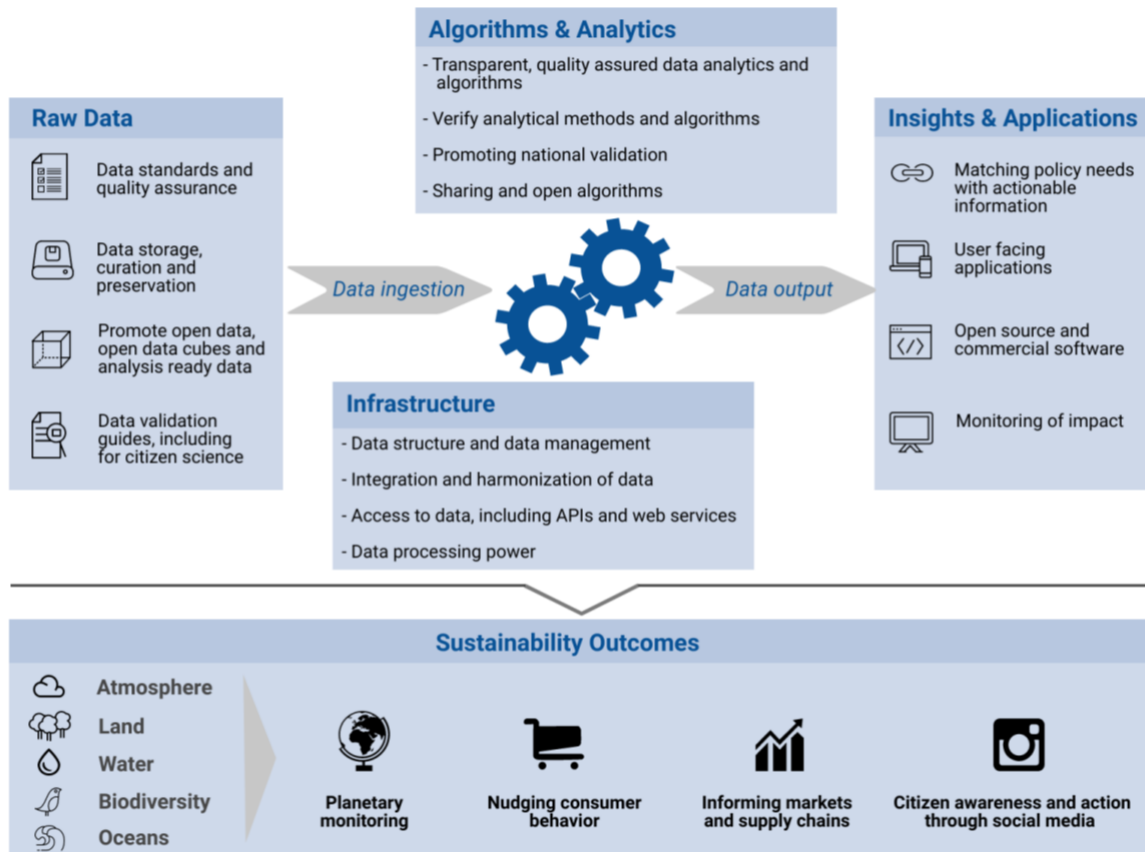 Algorithms & Analytics
- Transparent, quality assured data analytics and
algorithms
- Verify analytical methods and algorithms
- Promoting national validation
- Sharing and open algorithms
Raw Data
Data standards and
quality assurance
Data storage,
curation and
preservation
Promote open data,
open data cubes and
analysis ready data
Data validation
guides, including
for citizen science
Data ingestion
Data output
Infrastructure
- Data structure and data management
- Integration and harmonization of data
- Access to data, including APIs and web services
- Data processing power
Insights & Applications
Matching policy needs
with actionable
information
User facing
applications
Open source and
commercial software
Monitoring of impact
Sustainability Outcomes
Atmosphere
Land
Water
Biodiversity
Oceans
Planetary
monitoring
Nudging consumer
behavior
Informing markets
and supply chains
Citizen awareness and action
through social media